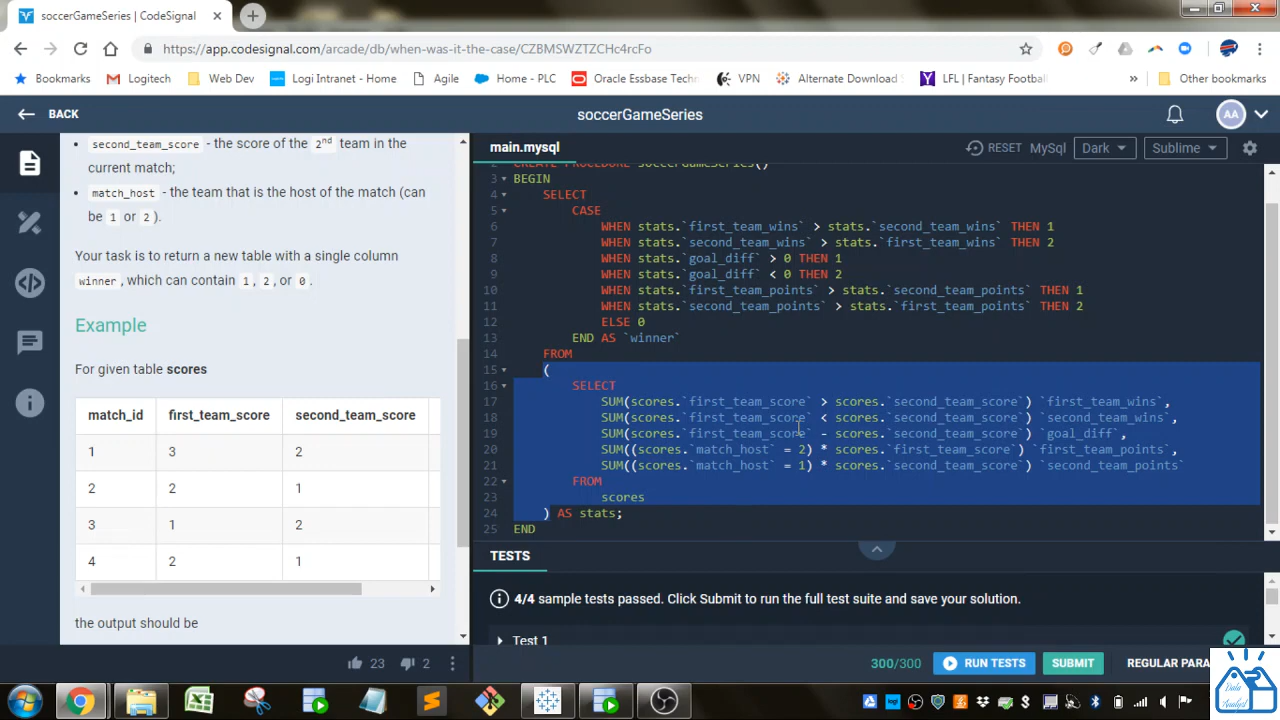 soccerGameSeries | CodeSignal
https://app.codesignal.com/arcade/db/when-was-it-the-case/CZBMSWZTZCHc4rcFo
Bookmarks Logitech Web Dev Logi Intranet - Home Agile Home - PLC Oracle Essbase Techn VPN Alternate Download LFL | Fantasy Football » Other bookmarks
BACK soccerGameSeries AA
second_team_score - the score of the 2nd team in the
current match;
match_host - the team that is the host of the match (can
be 1 or 2 ).
Your task is to return a new table with a single column
winner, which can contain 1, 2, or 0.
Example
For given table scores
match_id first_team_score second_team_score
1 3 2
2 2 1
3 1 2
4 2 1
the output should be
23 2
main.mysql RESET MySql Dark Sublime
2 CREATE PROCEDURE soccerGameSeries()
3 BEGIN
4 SELECT
5 CASE
6 WHEN stats.`first_team_wins` > stats.`second_team_wins` THEN 1
7 WHEN stats.`second_team_wins` > stats.`first_team_wins` THEN 2
8 WHEN stats.`goal_diff` > 0 THEN 1
9 WHEN stats.`goal_diff` < 0 THEN 2
10 WHEN stats.`first_team_points` > stats.`second_team_points` THEN 1
11 WHEN stats.`second_team_points` > stats.`first_team_points` THEN 2
12 ELSE 0
13 END AS `winner`
14 FROM
15 (
16 SELECT
17 SUM(scores.`first_team_score` > scores.`second_team_score`) `first_team_wins`,
18 SUM(scores.`first_team_score` < scores.`second_team_score`) `second_team_wins`,
19 SUM(scores.`first_team_score` - scores.`second_team_score`) `goal_diff`,
20 SUM((scores.`match_host` = 2) * scores.`first_team_score`) `first_team_points`,
21 SUM((scores.`match_host` = 1) * scores.`second_team_score`) `second_team_points`
22 FROM
23 scores
24 ) AS stats;
25 END
TESTS
4/4 sample tests passed. Click Submit to run the full test suite and save your solution.
Test 1
300/300 RUN TESTS SUBMIT REGULAR PARA
Data
Analyst